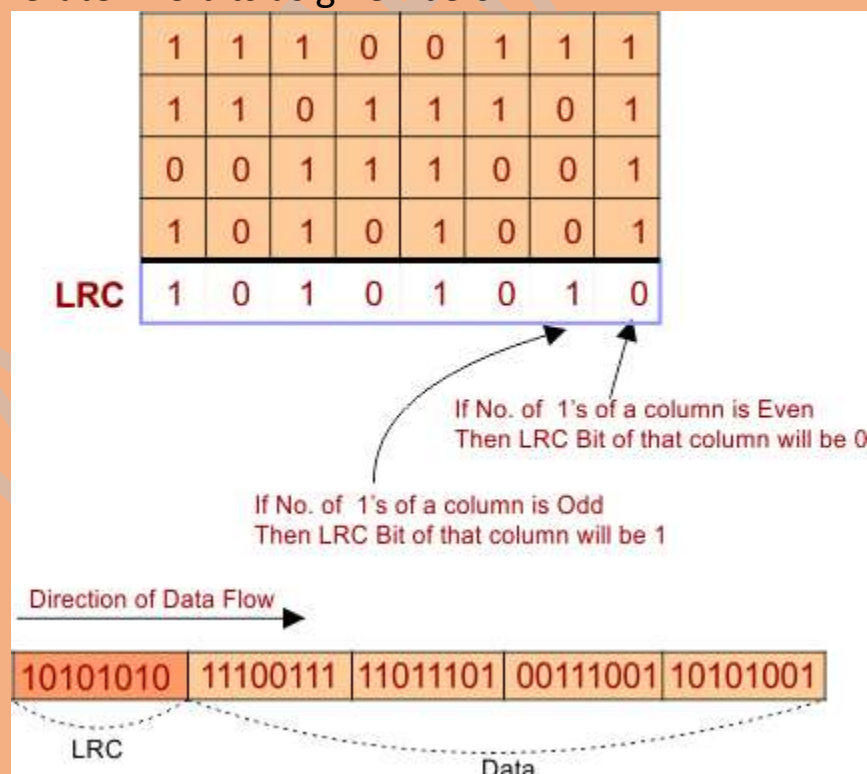 1 1 1 0 0 1 1 1
1 1 0 1 1 1 0 1
0 0 1 1 1 0 0 1
1 0 1 0 1 0 0 1
LRC 1 0 1 0 1 0 1 0
If No. of 1's of a column is Even
Then LRC Bit of that column will be 0
If No. of 1's of a column is Odd
Then LRC Bit of that column will be 1
Direction of Data Flow
10101010 11100111 11011101 00111001 10101001
LRC
Data